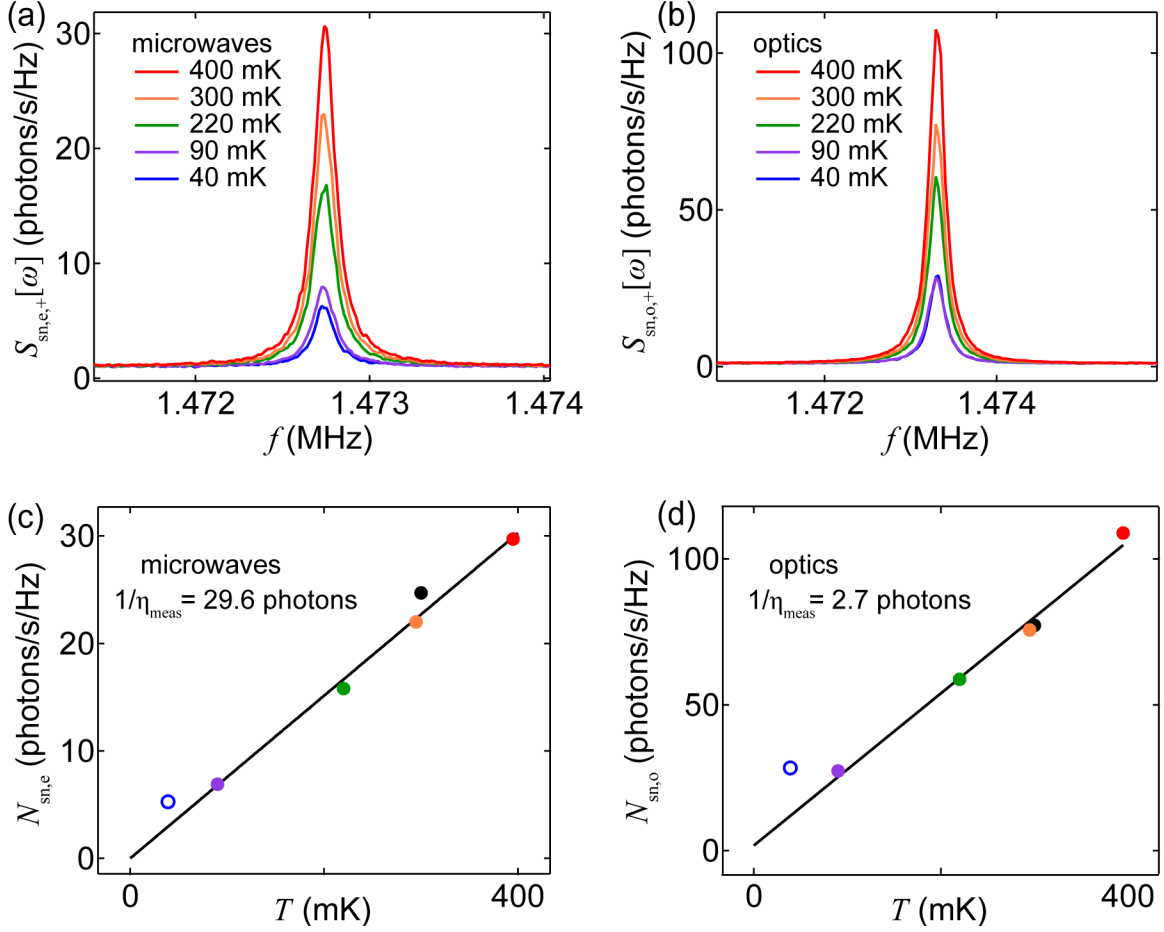 (a)
microwaves
400 mK
300 mK
220 mK
90 mK
40 mK
30
20
10
0
S_sn,e,+[ω] (photons/s/Hz)
1.472
1.473
1.474
f (MHz)
(b)
optics
400 mK
300 mK
220 mK
90 mK
40 mK
100
50
0
S_sn,o,+[ω] (photons/s/Hz)
1.472
1.474
f (MHz)
(c)
microwaves
1/η_meas = 29.6 photons
30
20
10
0
N_sn,e (photons/s/Hz)
0
400
T (mK)
(d)
optics
1/η_meas = 2.7 photons
100
50
0
N_sn,o (photons/s/Hz)
0
400
T (mK)